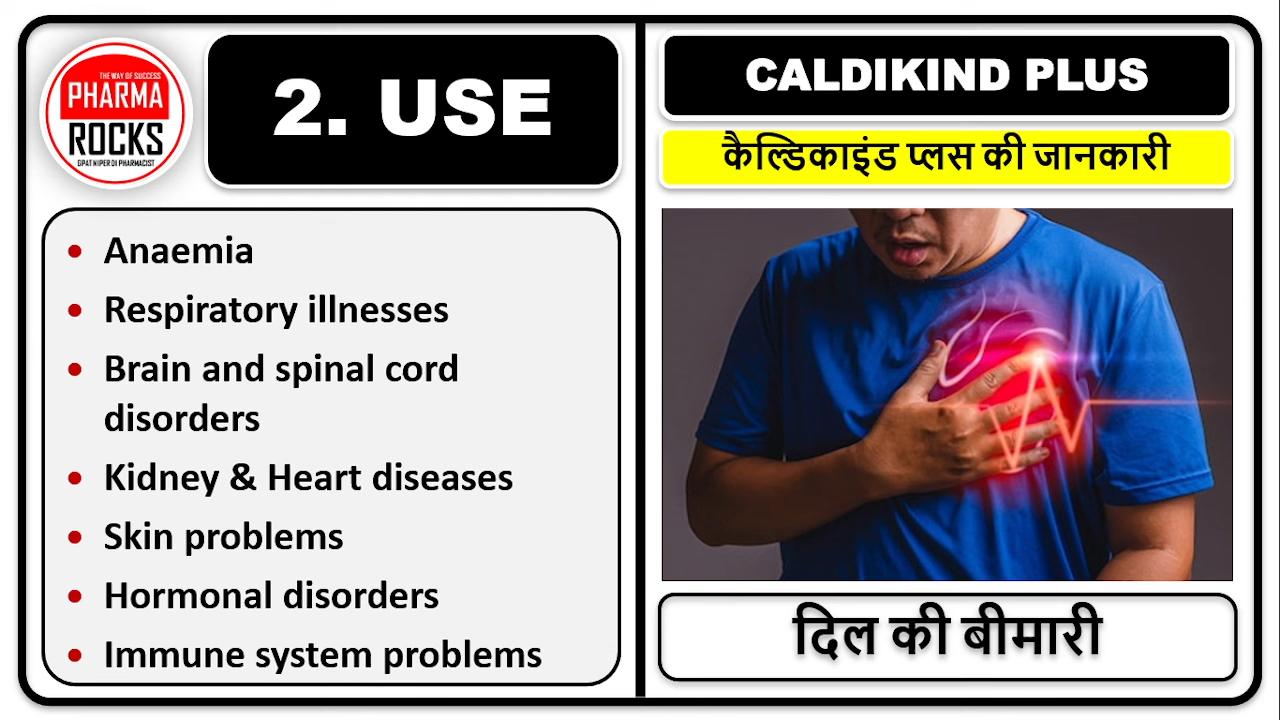 THE WAY OF SUCCESS
PHARMA
ROCKS
GPAT NIPER DI PHARMACIST
2. USE
• Anaemia
• Respiratory illnesses
• Brain and spinal cord
disorders
• Kidney & Heart diseases
• Skin problems
• Hormonal disorders
• Immune system problems
CALDIKIND PLUS
कैल्डिकाइंड प्लस की जानकारी
दिल की बीमारी